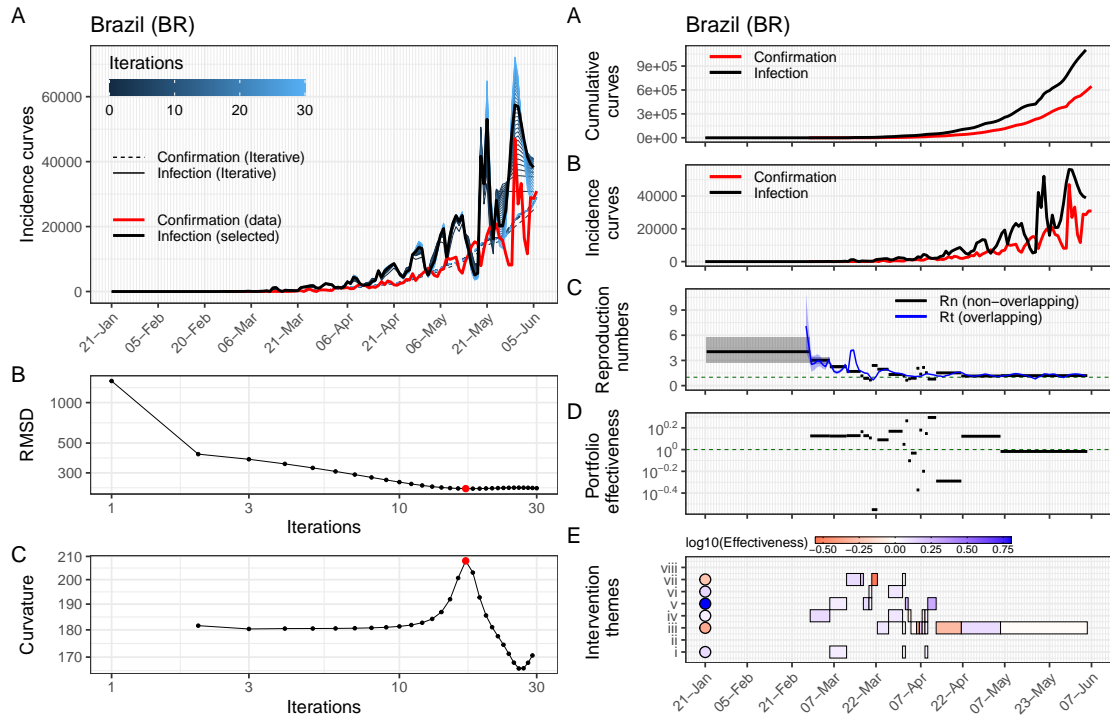 A
Brazil (BR)
Iterations
0 10 20 30
Confirmation (Iterative)
Infection (Iterative)
Confirmation (data)
Infection (selected)
Incidence curves
60000
40000
20000
0
21−Jan
05−Feb
20−Feb
06−Mar
21−Mar
06−Apr
21−Apr
06−May
21−May
05−Jun
B
RMSD
1000
500
300
1 3 10 30
Iterations
C
Curvature
210
200
190
180
170
1 3 10 30
Iterations
A
Brazil (BR)
Cumulative
curves
9e+05
6e+05
3e+05
0e+00
Confirmation
Infection
B
Incidence
curves
40000
20000
0
Confirmation
Infection
C
Reproduction
numbers
9
6
3
0
Rn (non−overlapping)
Rt (overlapping)
D
Portfolio
effectiveness
10^0.2
10^0
10^−0.2
10^−0.4
E
log10(Effectiveness)
−0.50 −0.25 0.00 0.25 0.50 0.75
Intervention
themes
viii
vii
vi
v
iv
iii
ii
i
21−Jan
05−Feb
21−Feb
07−Mar
22−Mar
07−Apr
22−Apr
07−May
23−May
07−Jun